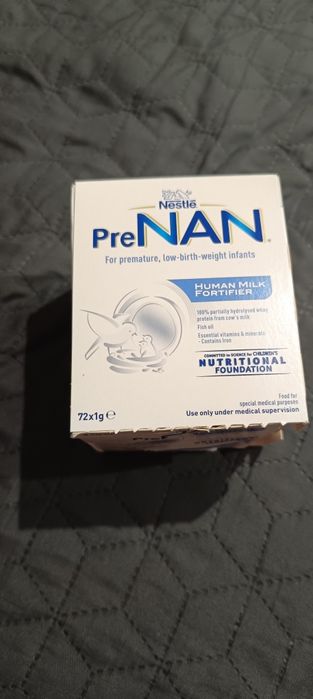 Nestlé
PreNAN®
For premature, low-birth-weight infants
HUMAN MILK
FORTIFIER
100% partially hydrolysed whey
protein from cow's milk
Fish oil
Essential vitamins & minerals
- Contains Iron
COMMITTED to SCIENCE for CHILDREN'S
NUTRITIONAL
FOUNDATION
Food for
special medical purposes
Use only under medical supervision
72x1g ℮